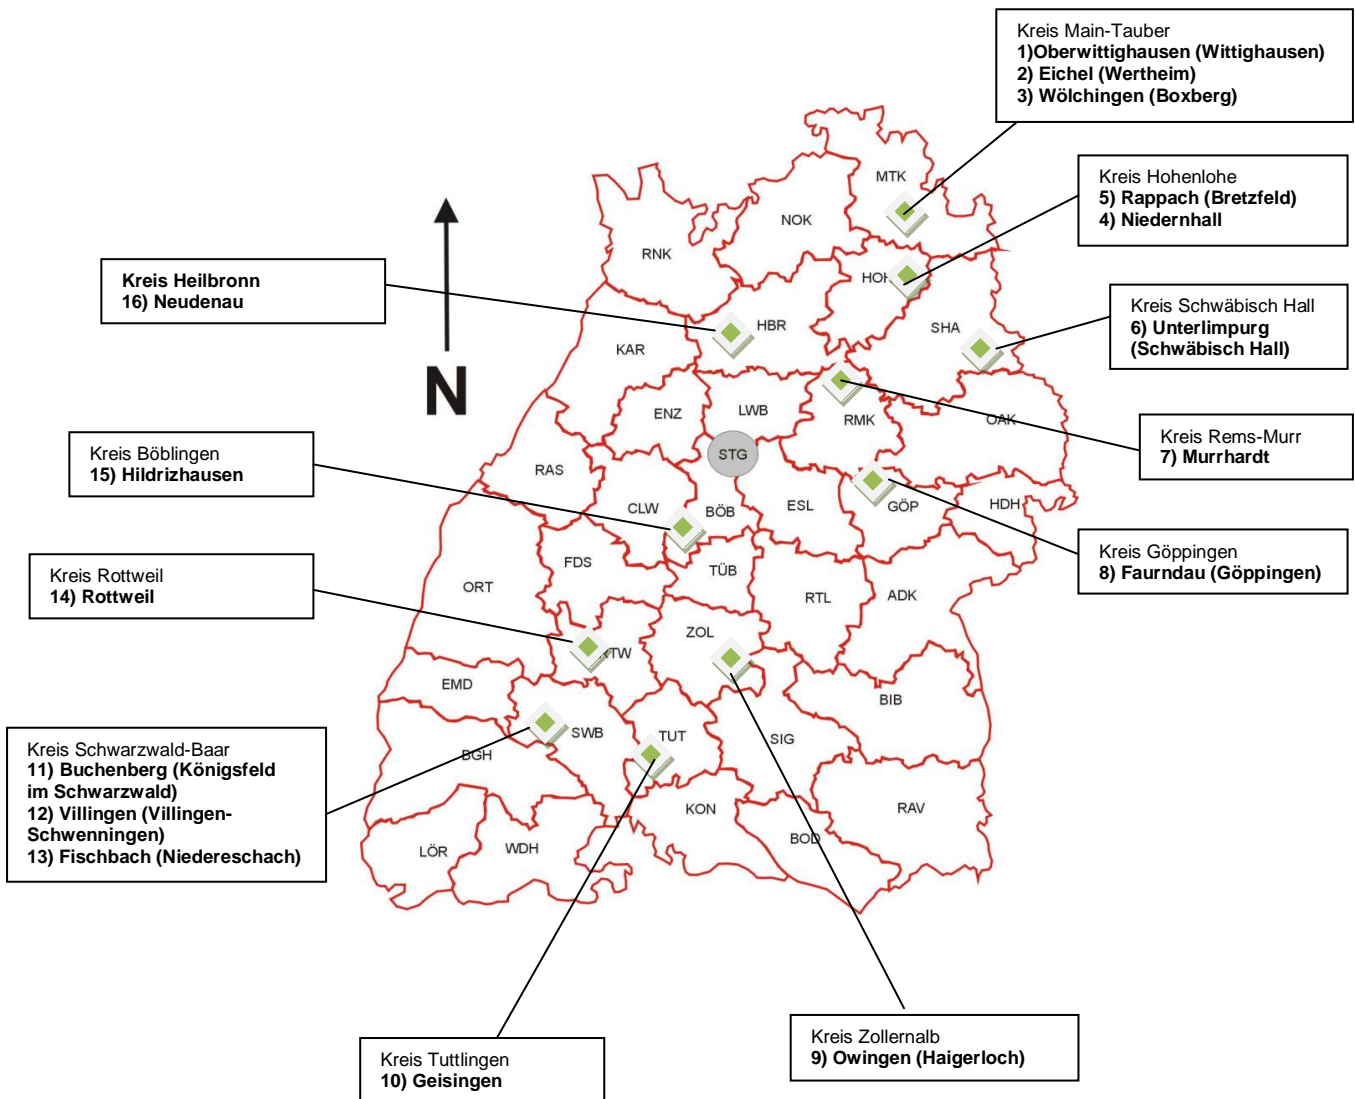 Kreis Main-Tauber
1)Oberwittighausen (Wittighausen)
2) Eichel (Wertheim)
3) Wölchingen (Boxberg)
Kreis Hohenlohe
5) Rappach (Bretzfeld)
4) Niedernhall
Kreis Heilbronn
16) Neudenau
Kreis Schwäbisch Hall
6) Unterlimpurg
(Schwäbisch Hall)
Kreis Rems-Murr
7) Murrhardt
Kreis Böblingen
15) Hildrizhausen
Kreis Göppingen
8) Faurndau (Göppingen)
Kreis Rottweil
14) Rottweil
Kreis Schwarzwald-Baar
11) Buchenberg (Königsfeld
im Schwarzwald)
12) Villingen (Villingen-
Schwenningen)
13) Fischbach (Niedereschach)
Kreis Tuttlingen
10) Geisingen
Kreis Zollernalb
9) Owingen (Haigerloch)
N
MTK
NOK
RNK
HBR
SHA
KAR
ENZ
LWB
RMK
OAK
STG
RAS
CLW
BÖB
ESL
GÖP
HDH
FDS
TÜB
ORT
RTL
ADK
ZOL
EMD
BIB
SWB
TUT
SIG
BGH
KON
RAV
BOD
LÖR
WDH